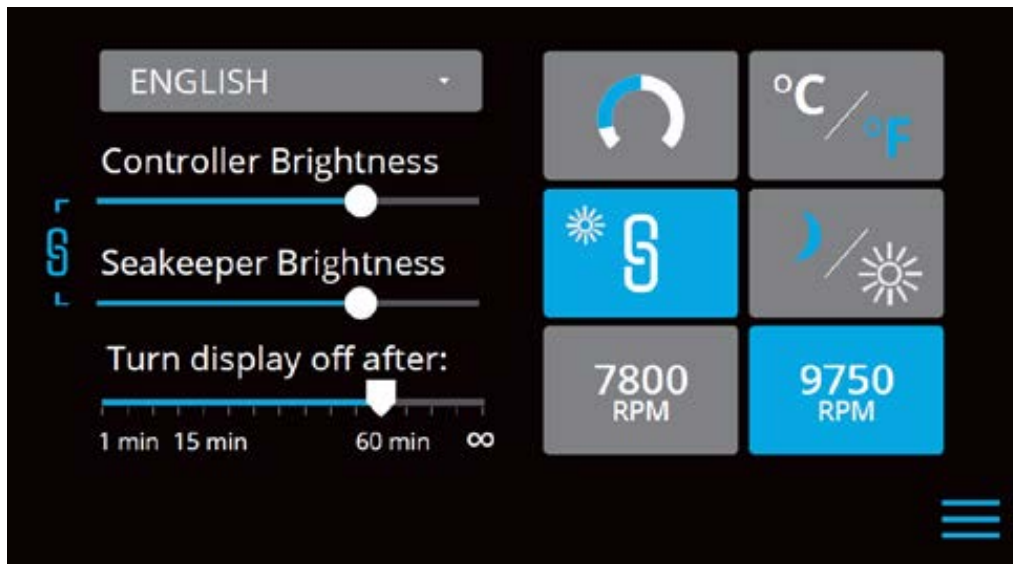 ENGLISH
Controller Brightness
Seakeeper Brightness
Turn display off after:
1 min 15 min 60 min ∞
°C/°F
7800
RPM
9750
RPM